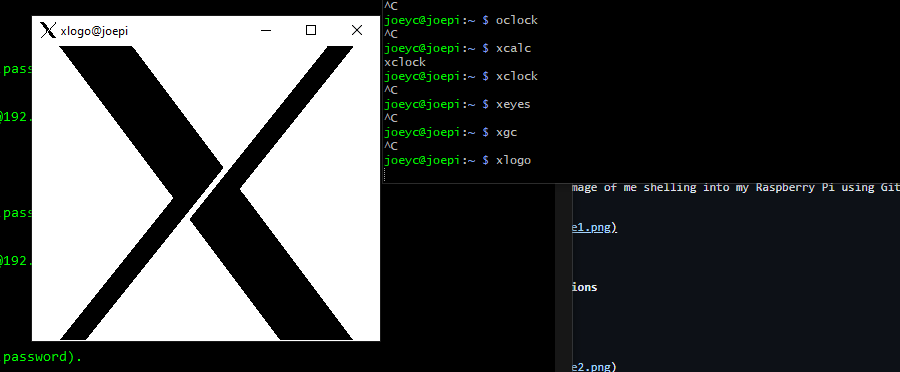 xlogo@joepi
pass
@192.
pass
@192.
password).
^C
joeyc@joepi:~ $ oclock
^C
joeyc@joepi:~ $ xcalc
xclock
joeyc@joepi:~ $ xclock
^C
joeyc@joepi:~ $ xeyes
^C
joeyc@joepi:~ $ xgc
^C
joeyc@joepi:~ $ xlogo
mage of me shelling into my Raspberry Pi using Git
e1.png)
ions
e2.png)